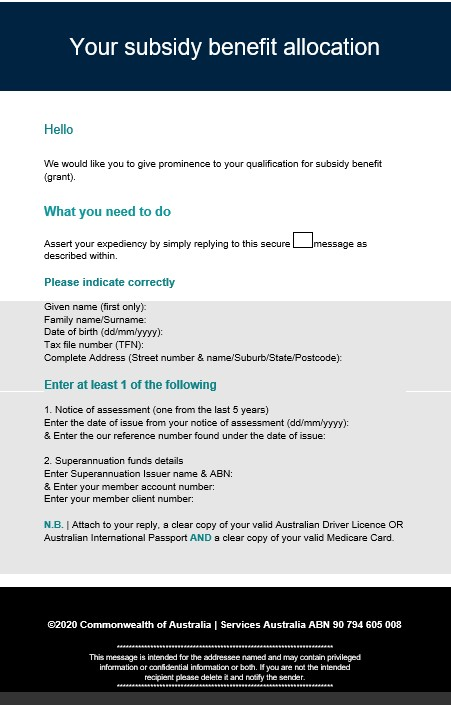 Your subsidy benefit allocation
Hello
We would like you to give prominence to your qualification for subsidy benefit
(grant).
What you need to do
Assert your expediency by simply replying to this secure message as
described within.
Please indicate correctly
Given name (first only):
Family name/Surname:
Date of birth (dd/mm/yyyy):
Tax file number (TFN):
Complete Address (Street number & name/Suburb/State/Postcode):
Enter at least 1 of the following
1. Notice of assessment (one from the last 5 years)
Enter the date of issue from your notice of assessment (dd/mm/yyyy):
& Enter the our reference number found under the date of issue:
2. Superannuation funds details
Enter Superannuation Issuer name & ABN:
& Enter your member account number:
Enter your member client number:
N.B. | Attach to your reply, a clear copy of your valid Australian Driver Licence OR
Australian International Passport AND a clear copy of your valid Medicare Card.
©2020 Commonwealth of Australia | Services Australia ABN 90 794 605 008
************************************************************************
This message is intended for the addressee named and may contain privileged
information or confidential information or both. If you are not the intended
recipient please delete it and notify the sender.
************************************************************************